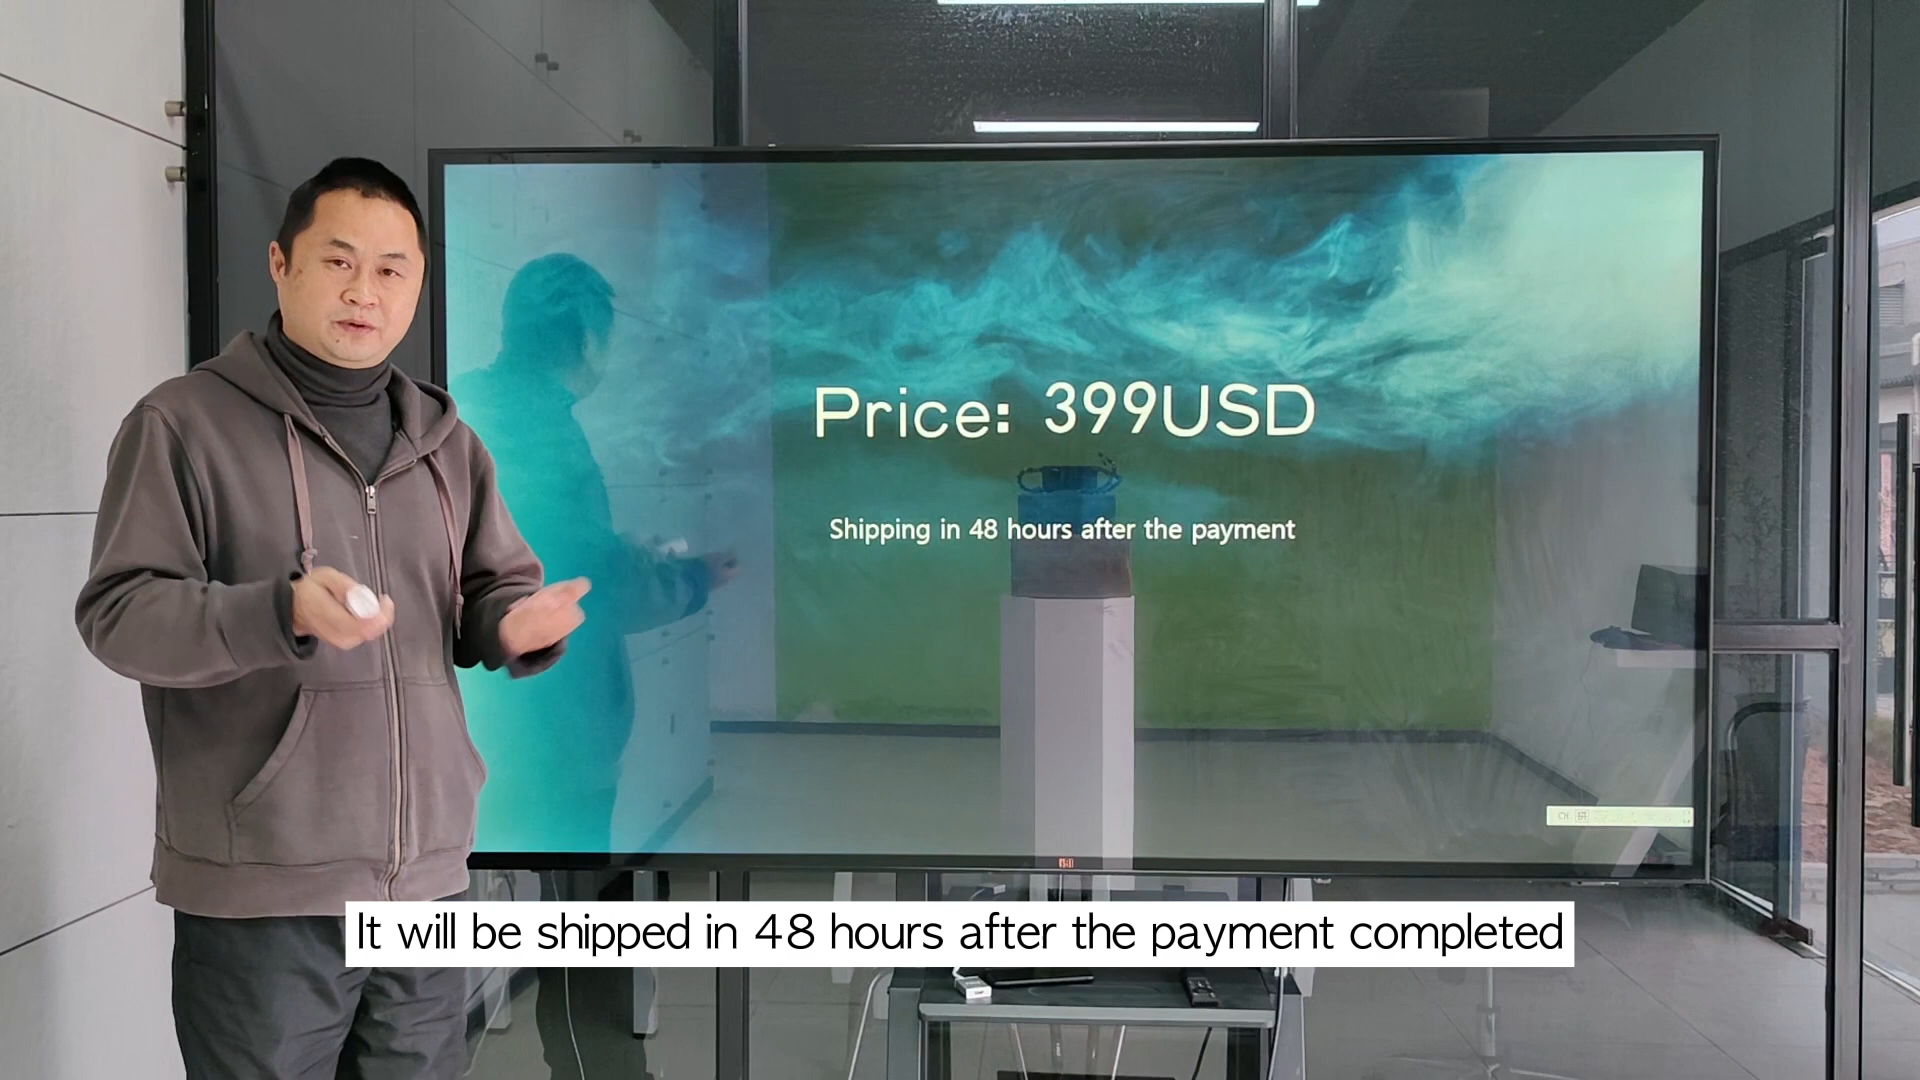 Price: 399USD
Shipping in 48 hours after the payment
It will be shipped in 48 hours after the payment completed